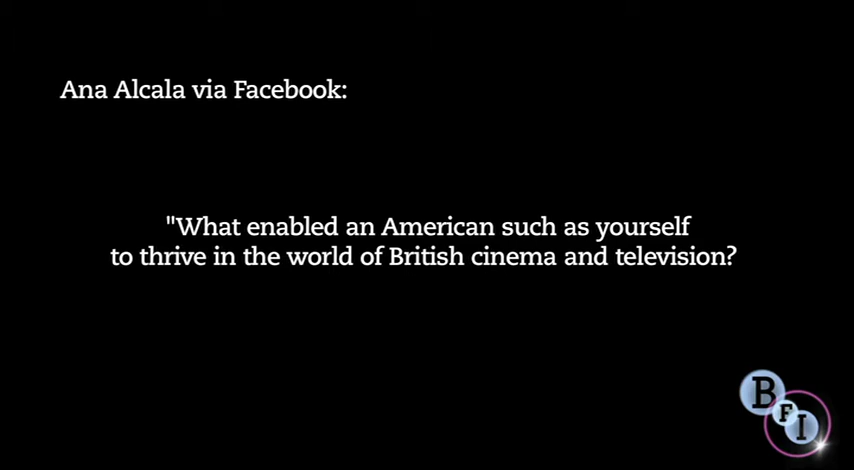 Ana Alcala via Facebook:
"What enabled an American such as yourself
to thrive in the world of British cinema and television?
BFI